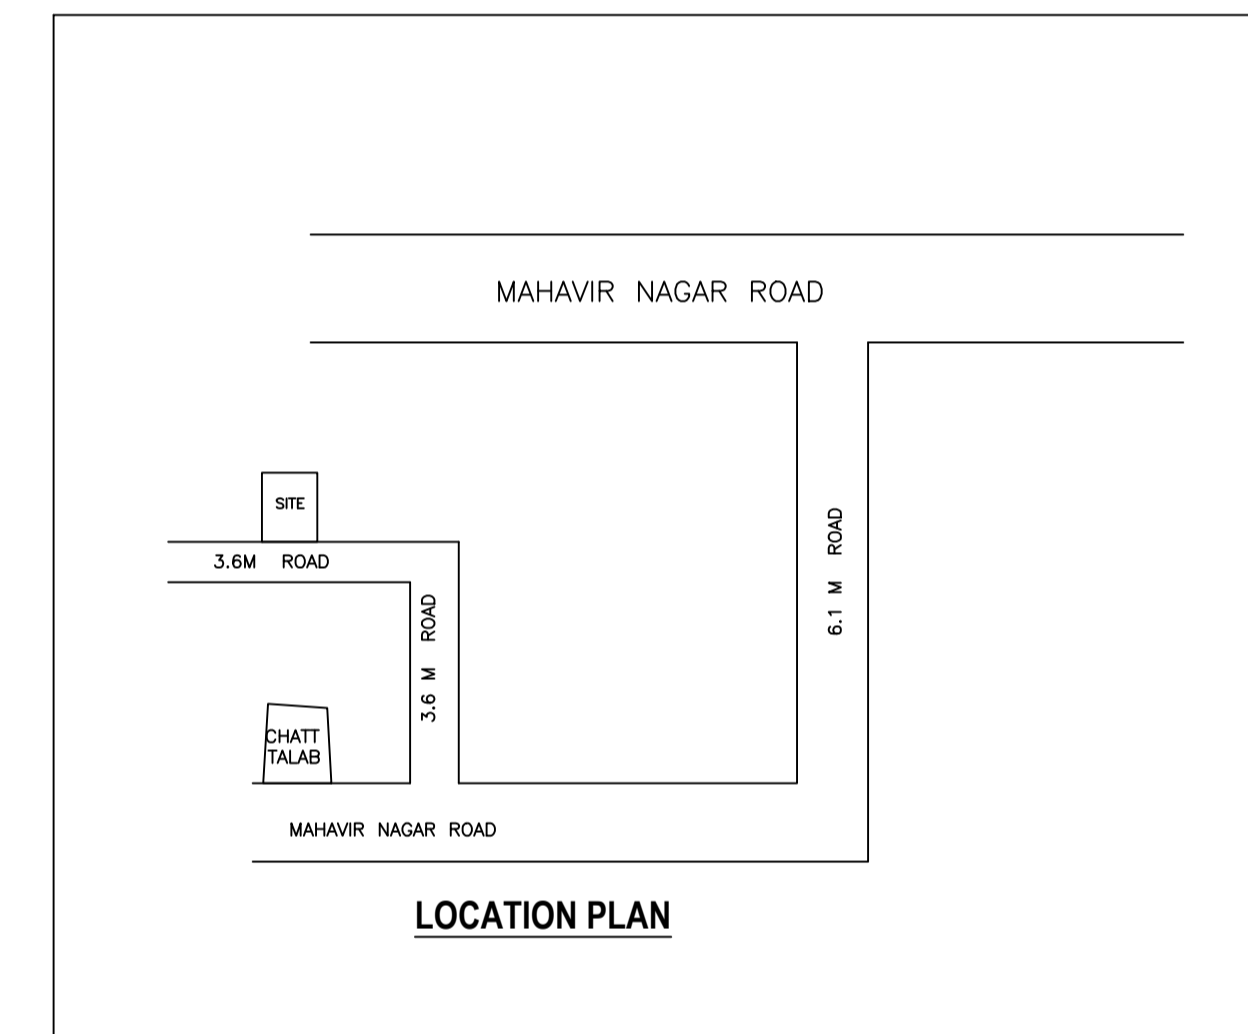 MAHAVIR NAGAR ROAD
SITE
3.6M ROAD
6.1 M ROAD
3.6 M ROAD
CHATT
TALAB
MAHAVIR NAGAR ROAD
LOCATION PLAN